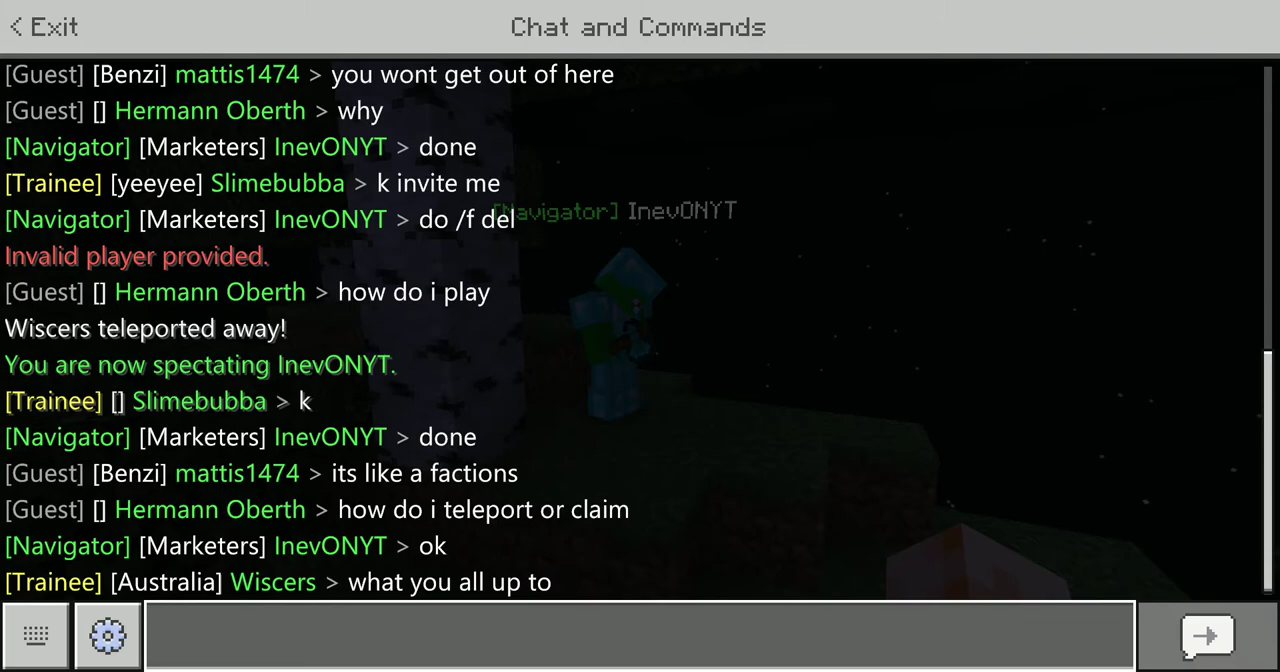 < Exit
Chat and Commands
[Guest] [Benzi] mattis1474 > you wont get out of here
[Guest] [] Hermann Oberth > why
[Navigator] [Marketers] InevONYT > done
[Trainee] [yeeyee] Slimebubba > k invite me
[Navigator] InevONYT
[Navigator] [Marketers] InevONYT > do /f del
Invalid player provided.
[Guest] [] Hermann Oberth > how do i play
Wiscers teleported away!
You are now spectating InevONYT.
[Trainee] [] Slimebubba > k
[Navigator] [Marketers] InevONYT > done
[Guest] [Benzi] mattis1474 > its like a factions
[Guest] [] Hermann Oberth > how do i teleport or claim
[Navigator] [Marketers] InevONYT > ok
[Trainee] [Australia] Wiscers > what you all up to